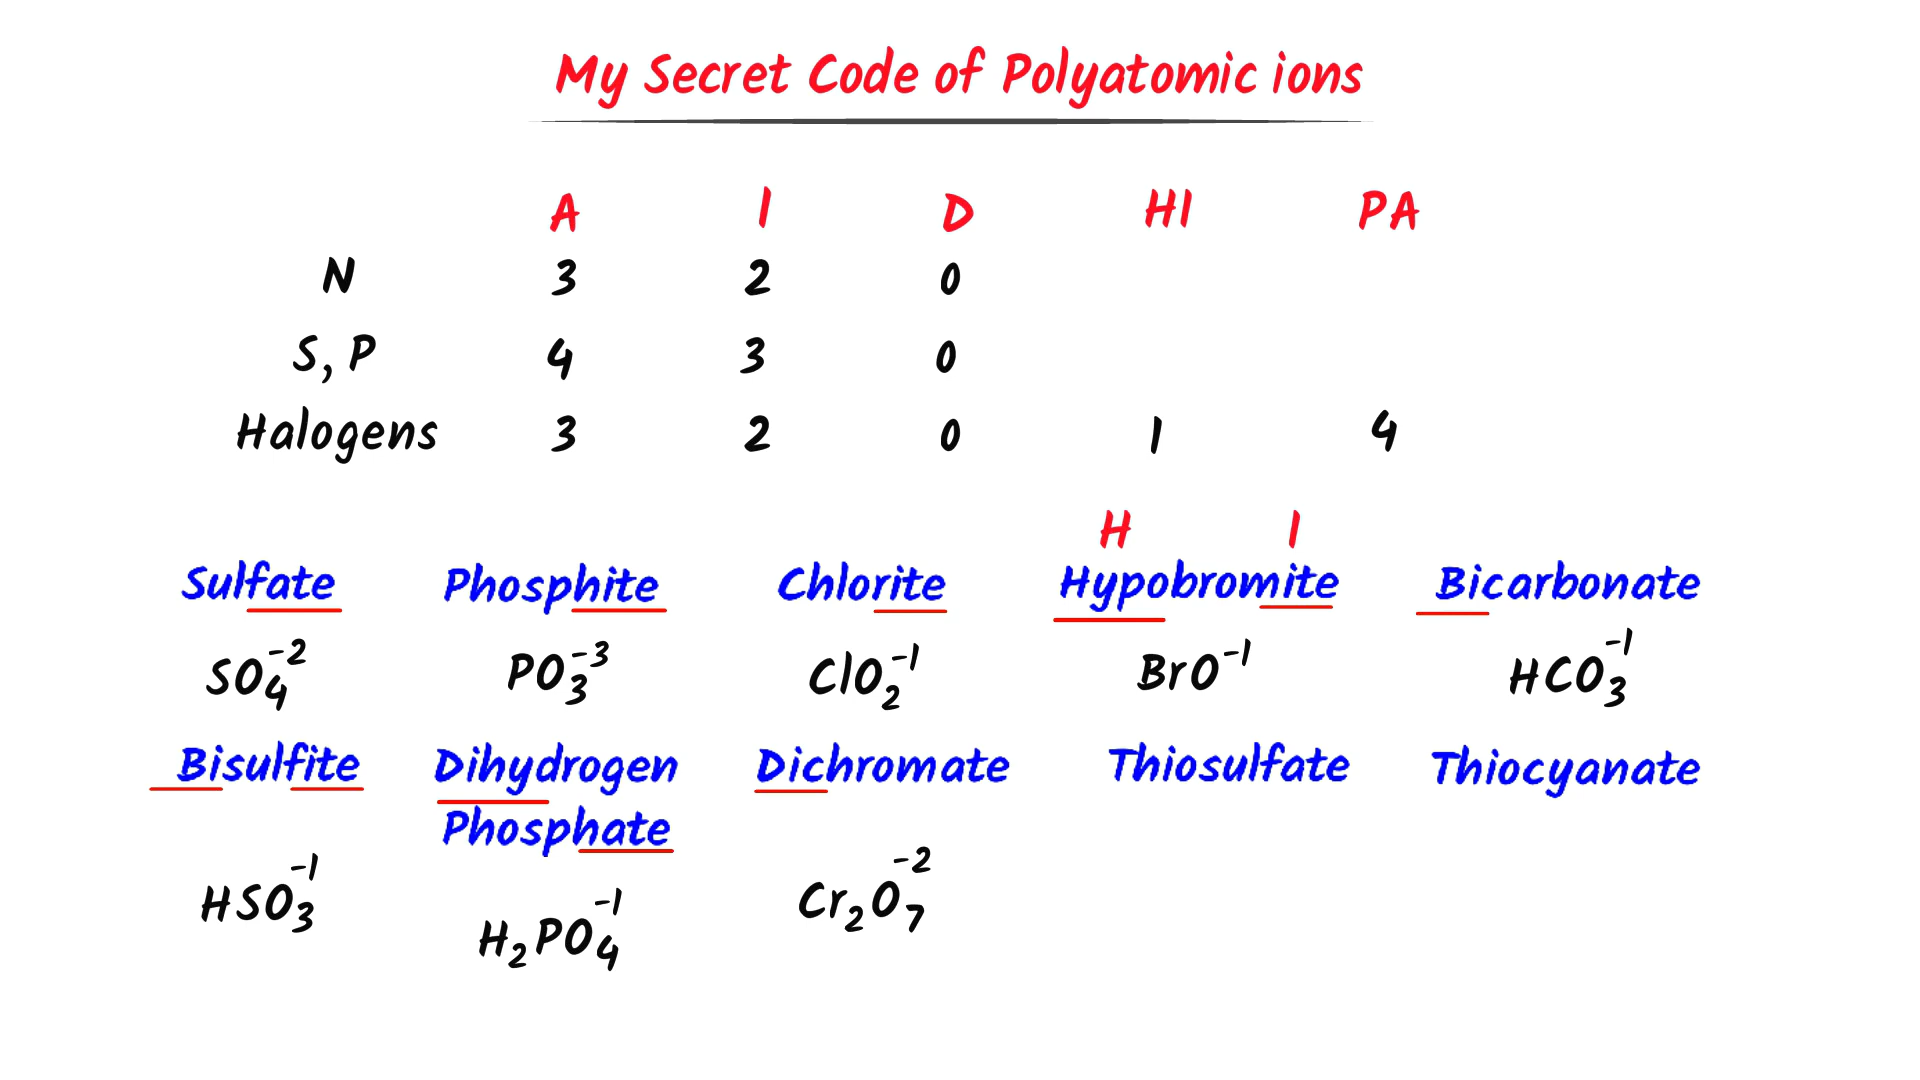 My Secret Code of Polyatomic ions
A I D HI PA
N 3 2 0
S, P 4 3 0
Halogens 3 2 0 1 4
H I
Sulfate Phosphite Chlorite Hypobromite Bicarbonate
SO₄⁻² PO₃⁻³ ClO₂⁻¹ BrO⁻¹ HCO₃⁻¹
Bisulfite Dihydrogen Dichromate Thiosulfate Thiocyanate
Phosphate
HSO₃⁻¹ H₂PO₄⁻¹ Cr₂O₇⁻²